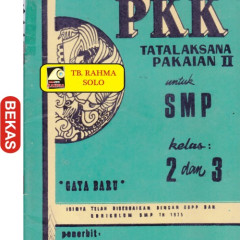 PKK
TATALAKSANA
PAKAIAN II
untuk
SMP
kelas:
2 dan 3
TB. RAHMA
SOLO
BEKAS
"GAYA BARU"
ISINYA TELAH DISESUAIKAN DENGAN GBPP DAN
KURIKULUM SMP TH 1975
penerbit: